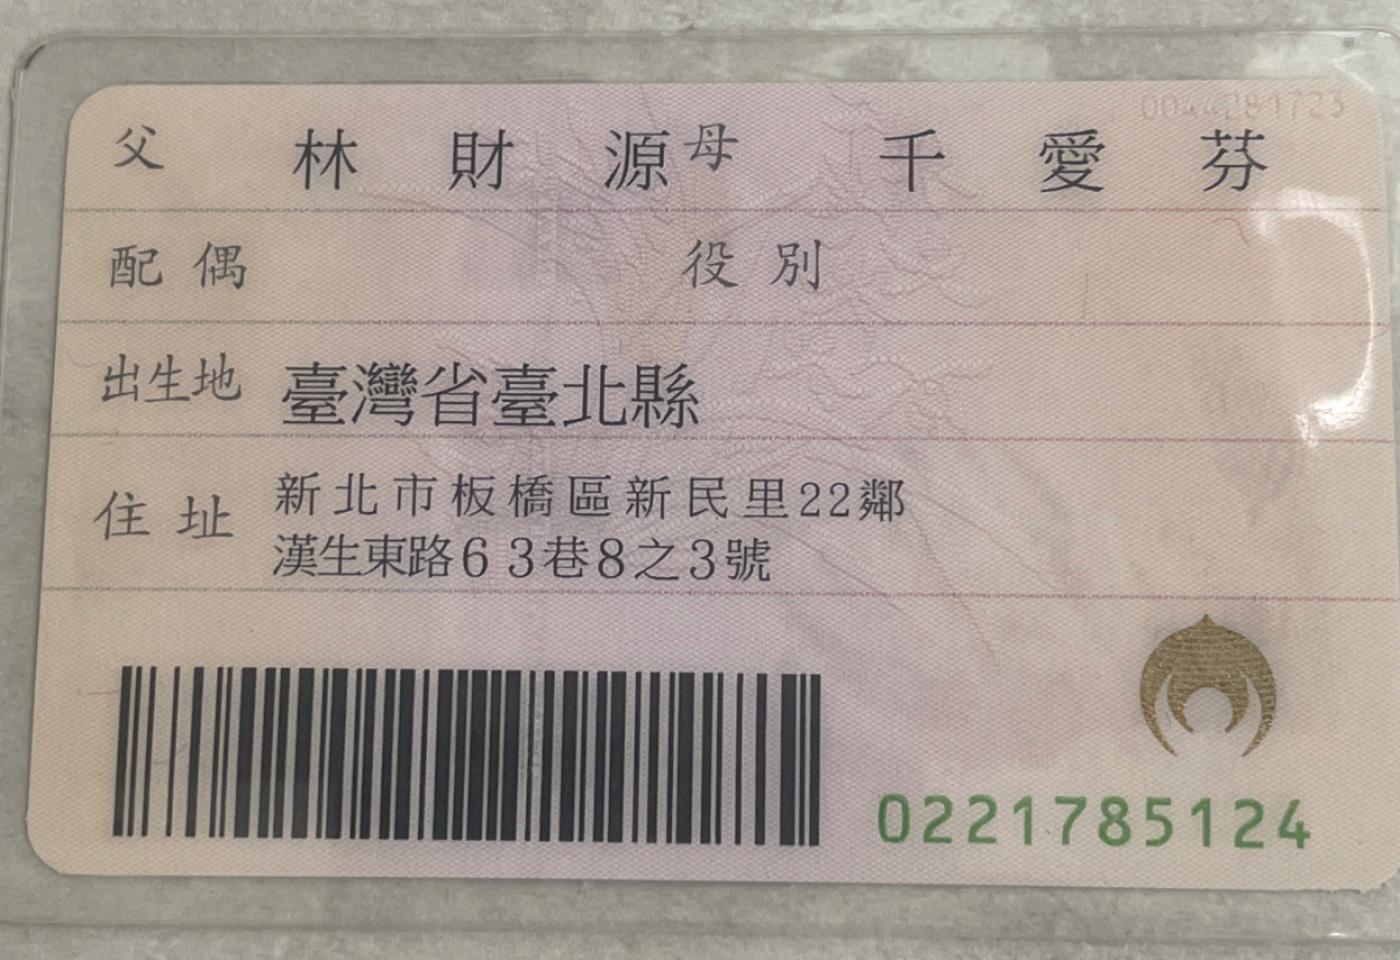 0044281723
父 林財源 母 千愛芬
配偶 役別
出生地 臺灣省臺北縣
住址 新北市板橋區新民里22鄰
漢生東路63巷8之3號
0221785124